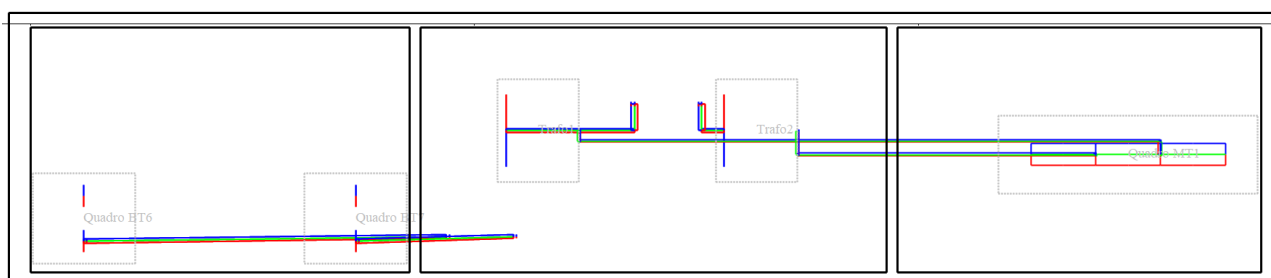 Trafo1
Trafo2
Quadro MT1
Quadro BT6
Quadro BT7